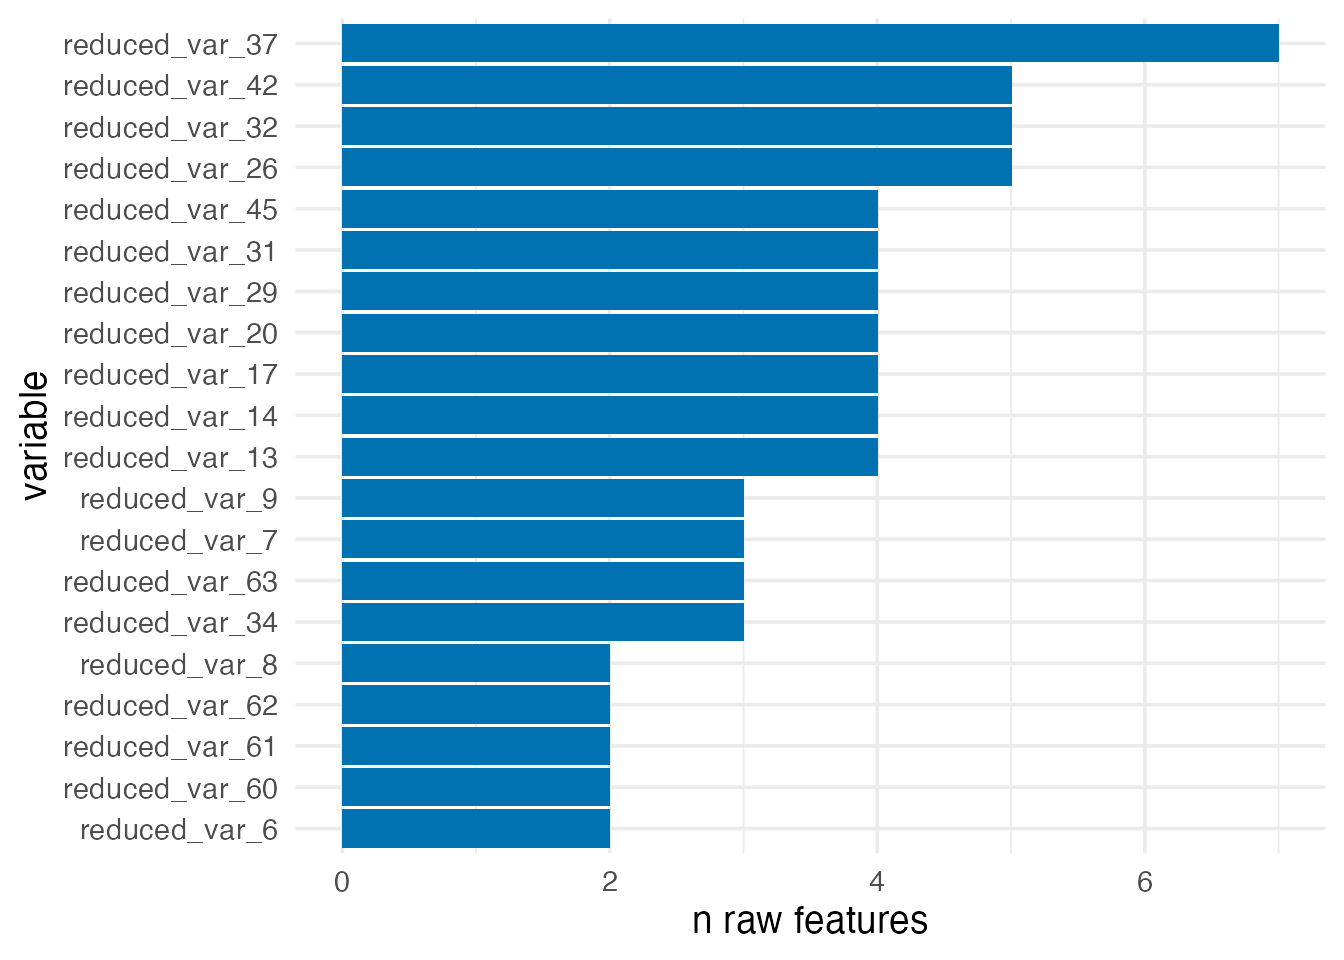 variable
reduced_var_37
reduced_var_42
reduced_var_32
reduced_var_26
reduced_var_45
reduced_var_31
reduced_var_29
reduced_var_20
reduced_var_17
reduced_var_14
reduced_var_13
reduced_var_9
reduced_var_7
reduced_var_63
reduced_var_34
reduced_var_8
reduced_var_62
reduced_var_61
reduced_var_60
reduced_var_6
0 2 4 6
n raw features